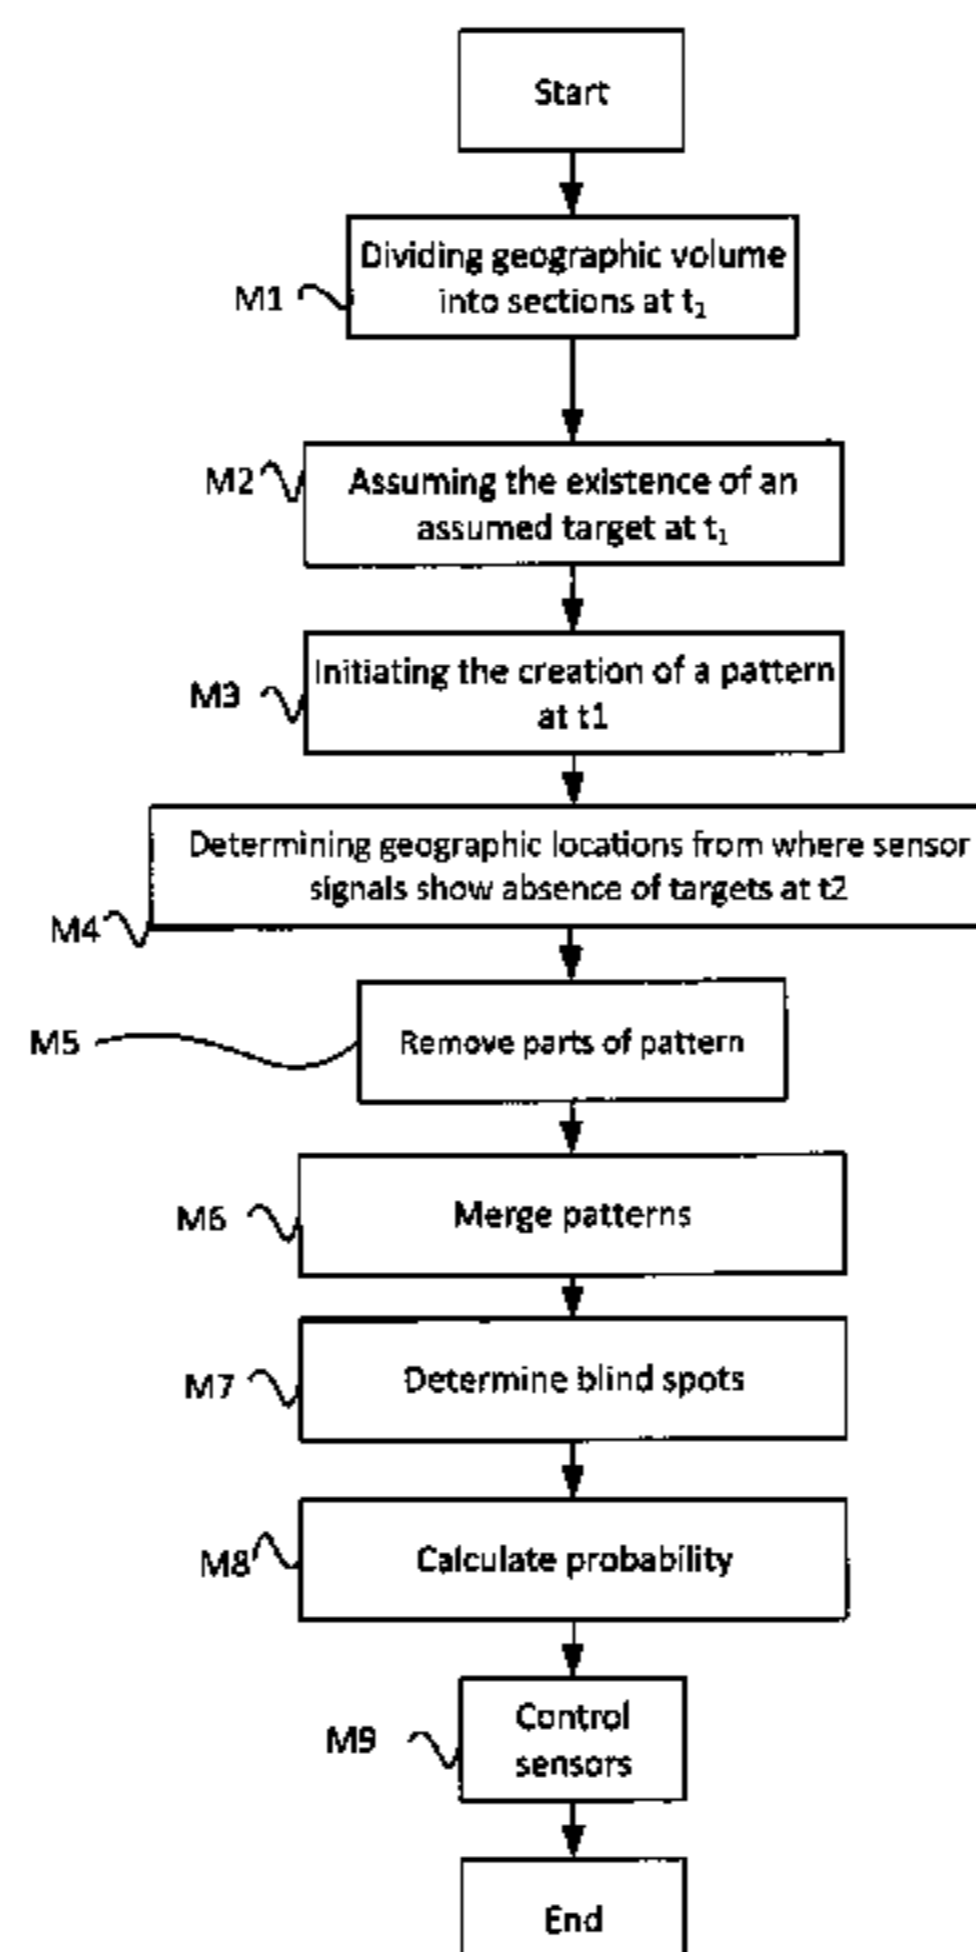 Start
Dividing geographic volume
into sections at t₁
M1
M2
Assuming the existence of an
assumed target at t₁
Initiating the creation of a pattern
at t1
M3
Determining geographic locations from where sensor
signals show absence of targets at t2
M4
M5
Remove parts of pattern
M6
Merge patterns
M7
Determine blind spots
M8
Calculate probability
Control
sensors
M9
End